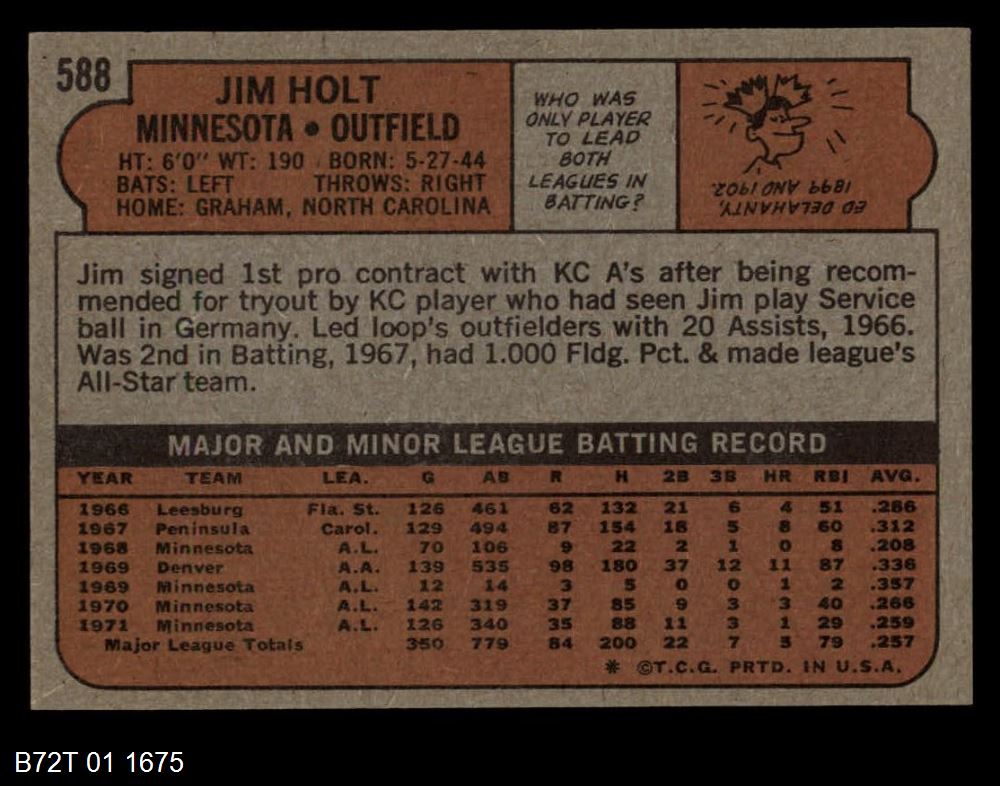 588
JIM HOLT
MINNESOTA • OUTFIELD
HT: 6'0" WT: 190 BORN: 5-27-44
BATS: LEFT THROWS: RIGHT
HOME: GRAHAM, NORTH CAROLINA
WHO WAS
ONLY PLAYER
TO LEAD
BOTH
LEAGUES IN
BATTING?
ED DELAHANTY,
1899 AND 1902.
Jim signed 1st pro contract with KC A's after being recom-
mended for tryout by KC player who had seen Jim play Service
ball in Germany. Led loop's outfielders with 20 Assists, 1966.
Was 2nd in Batting, 1967, had 1.000 Fldg. Pct. & made league's
All-Star team.
MAJOR AND MINOR LEAGUE BATTING RECORD
YEAR TEAM LEA. G AB R H 2B 3B HR RBI AVG.
1966 Leesburg Fla. St. 126 461 62 132 21 6 4 51 .286
1967 Peninsula Carol. 129 494 87 154 18 5 8 60 .312
1968 Minnesota A.L. 70 106 9 22 2 1 0 8 .208
1969 Denver A.A. 139 535 98 180 37 12 11 87 .336
1969 Minnesota A.L. 12 14 3 5 0 0 1 2 .357
1970 Minnesota A.L. 142 319 37 85 9 3 3 40 .266
1971 Minnesota A.L. 126 340 35 88 11 3 1 29 .259
Major League Totals 350 779 84 200 22 7 5 79 .257
* ©T.C.G. PRTD. IN U.S.A.
B72T 01 1675